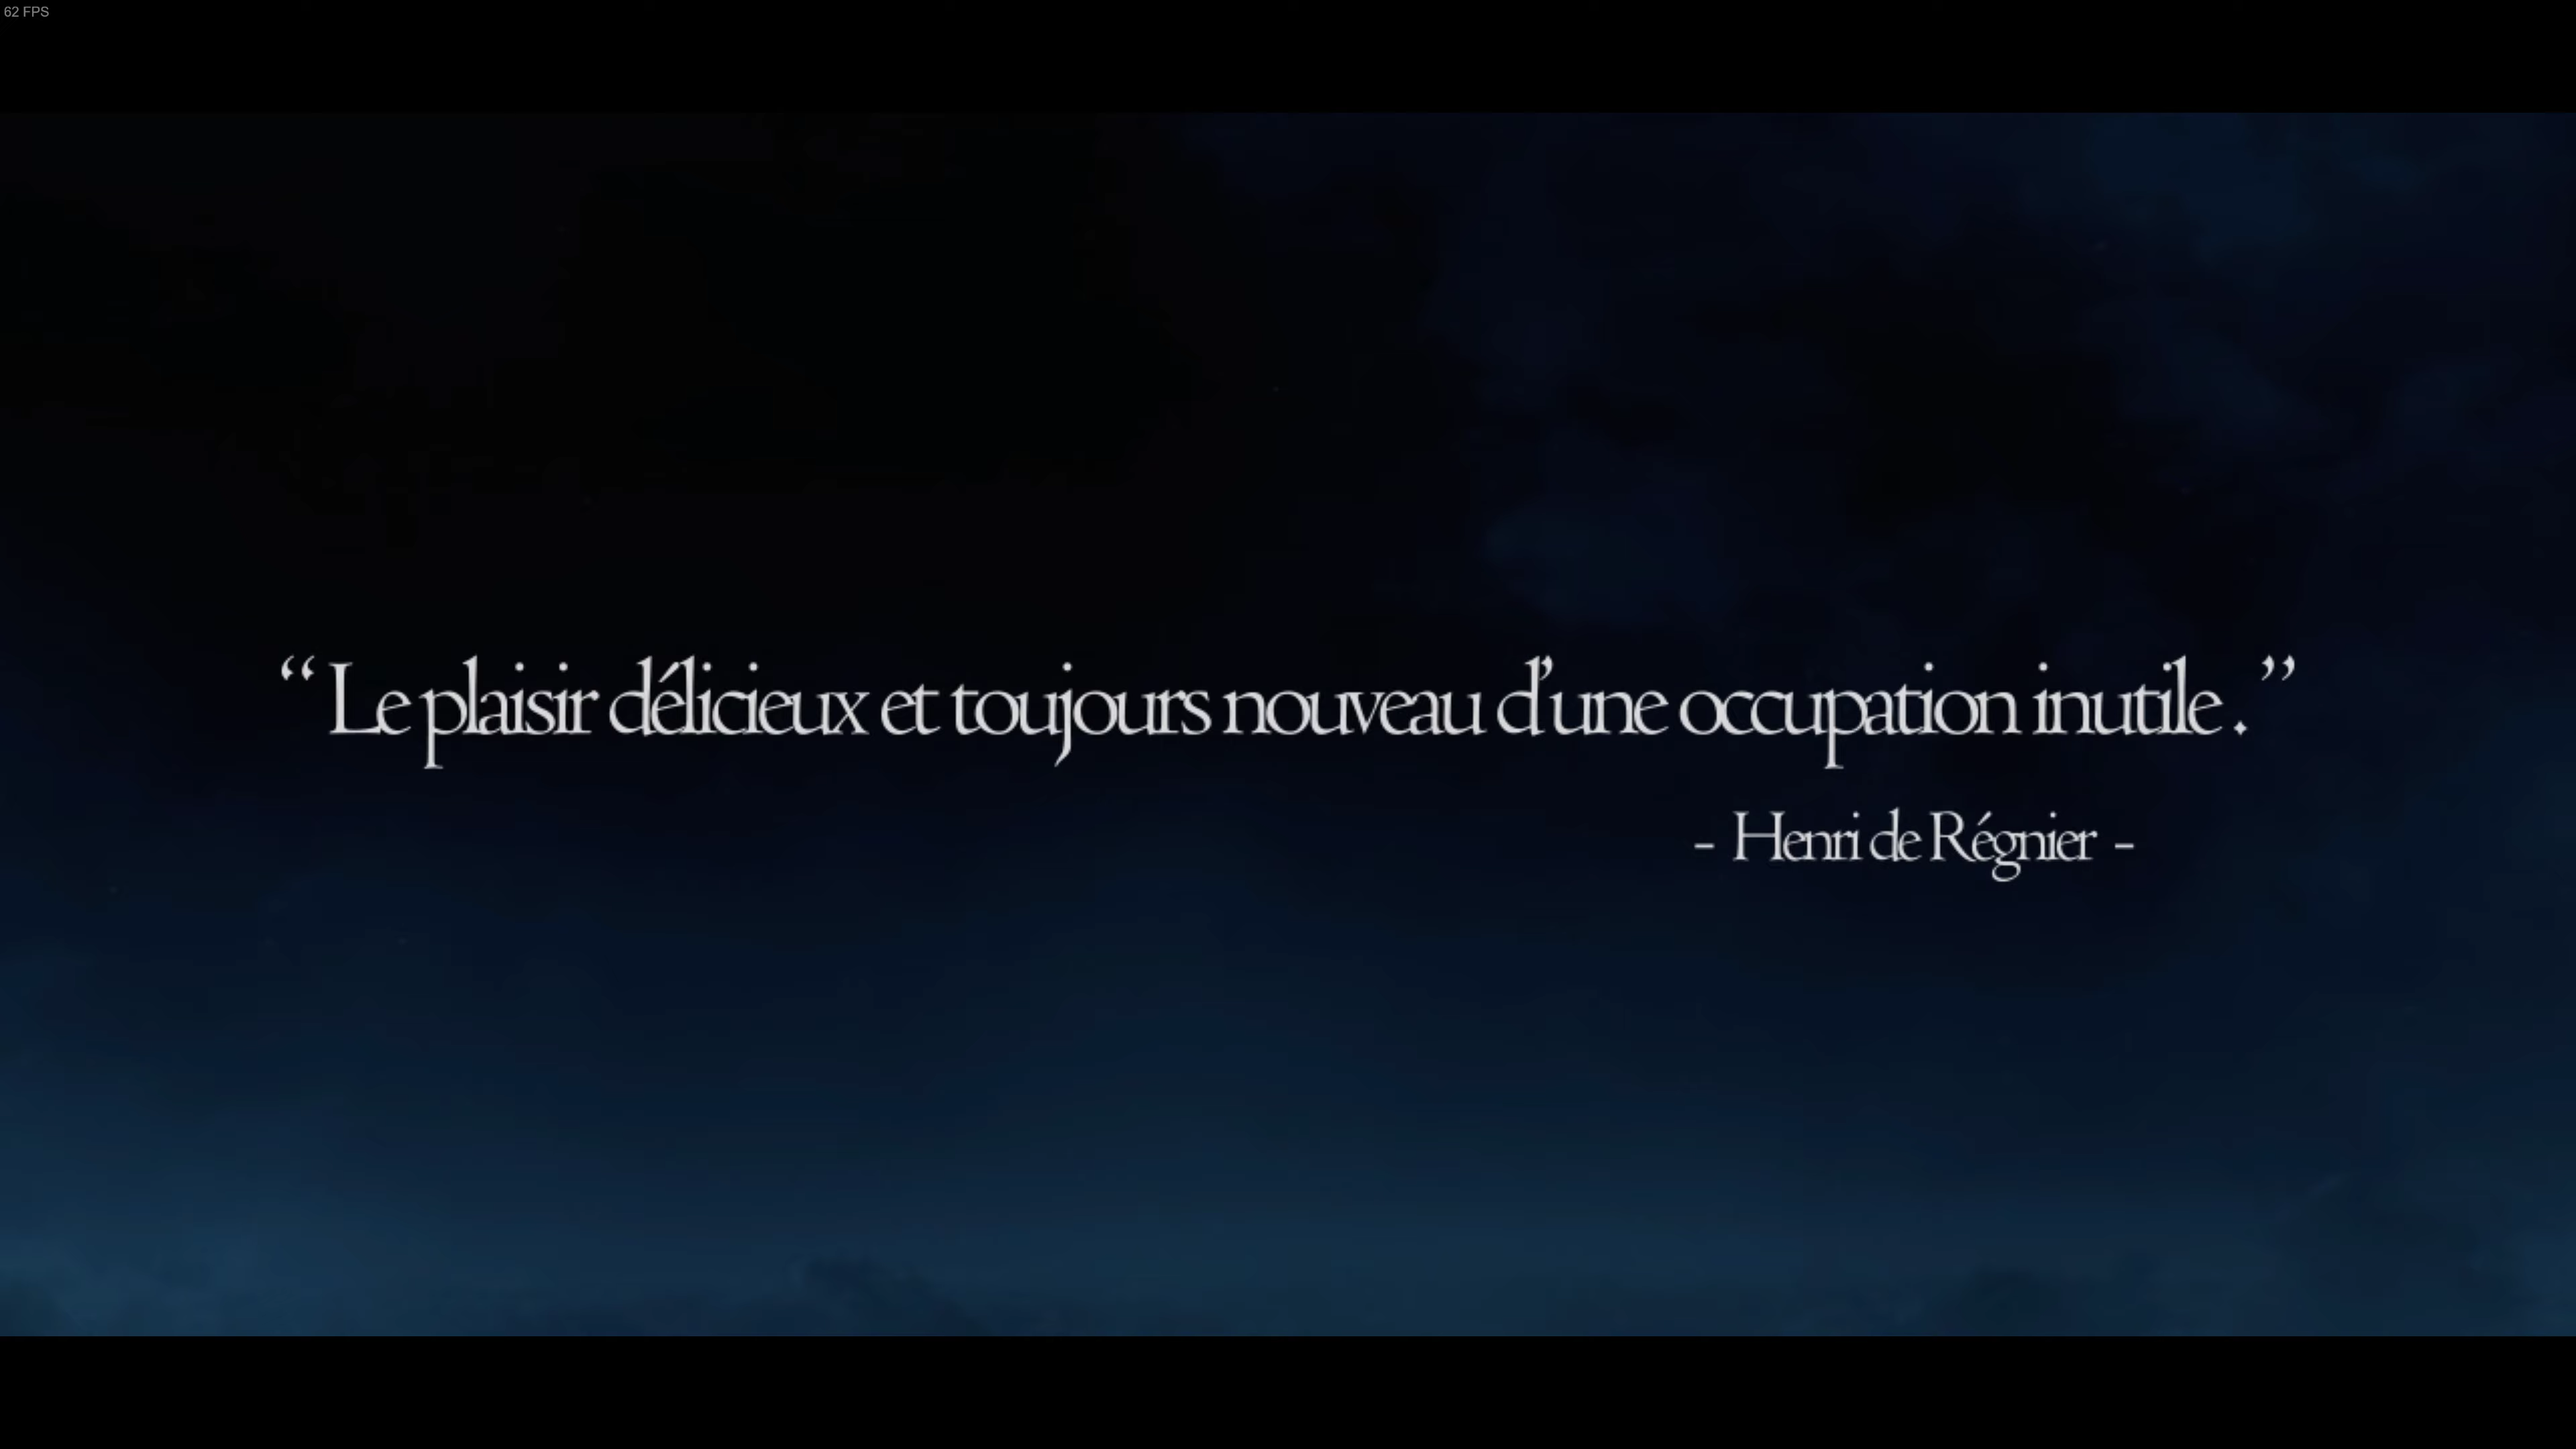 62 FPS
“Le plaisir délicieux et toujours nouveau d’une occupation inutile.”
- Henri de Régnier -